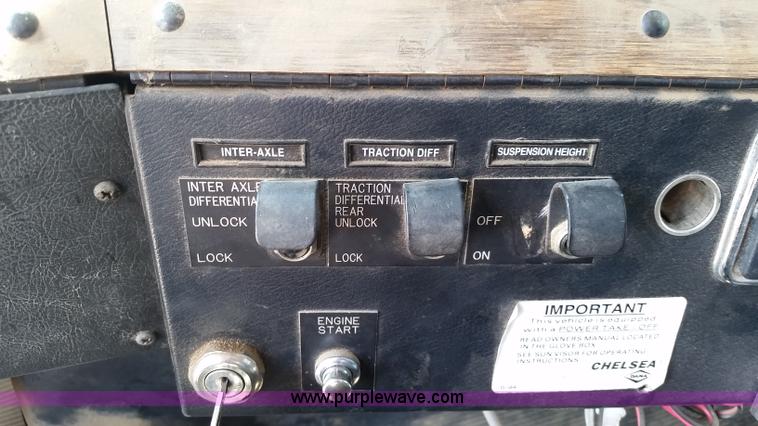 INTER-AXLE
TRACTION DIFF
SUSPENSION HEIGHT
INTER AXLE
DIFFERENTIAL
UNLOCK
LOCK
TRACTION
DIFFERENTIAL
REAR
UNLOCK
LOCK
OFF
ON
ENGINE
START
IMPORTANT
This vehicle is equipped
with a POWER TAKE - OFF
READ OWNERS MANUAL LOCATED
IN THE GLOVE BOX
SEE SUN VISOR FOR OPERATING
INSTRUCTIONS
CHELSEA
DANA
www.purplewave.com